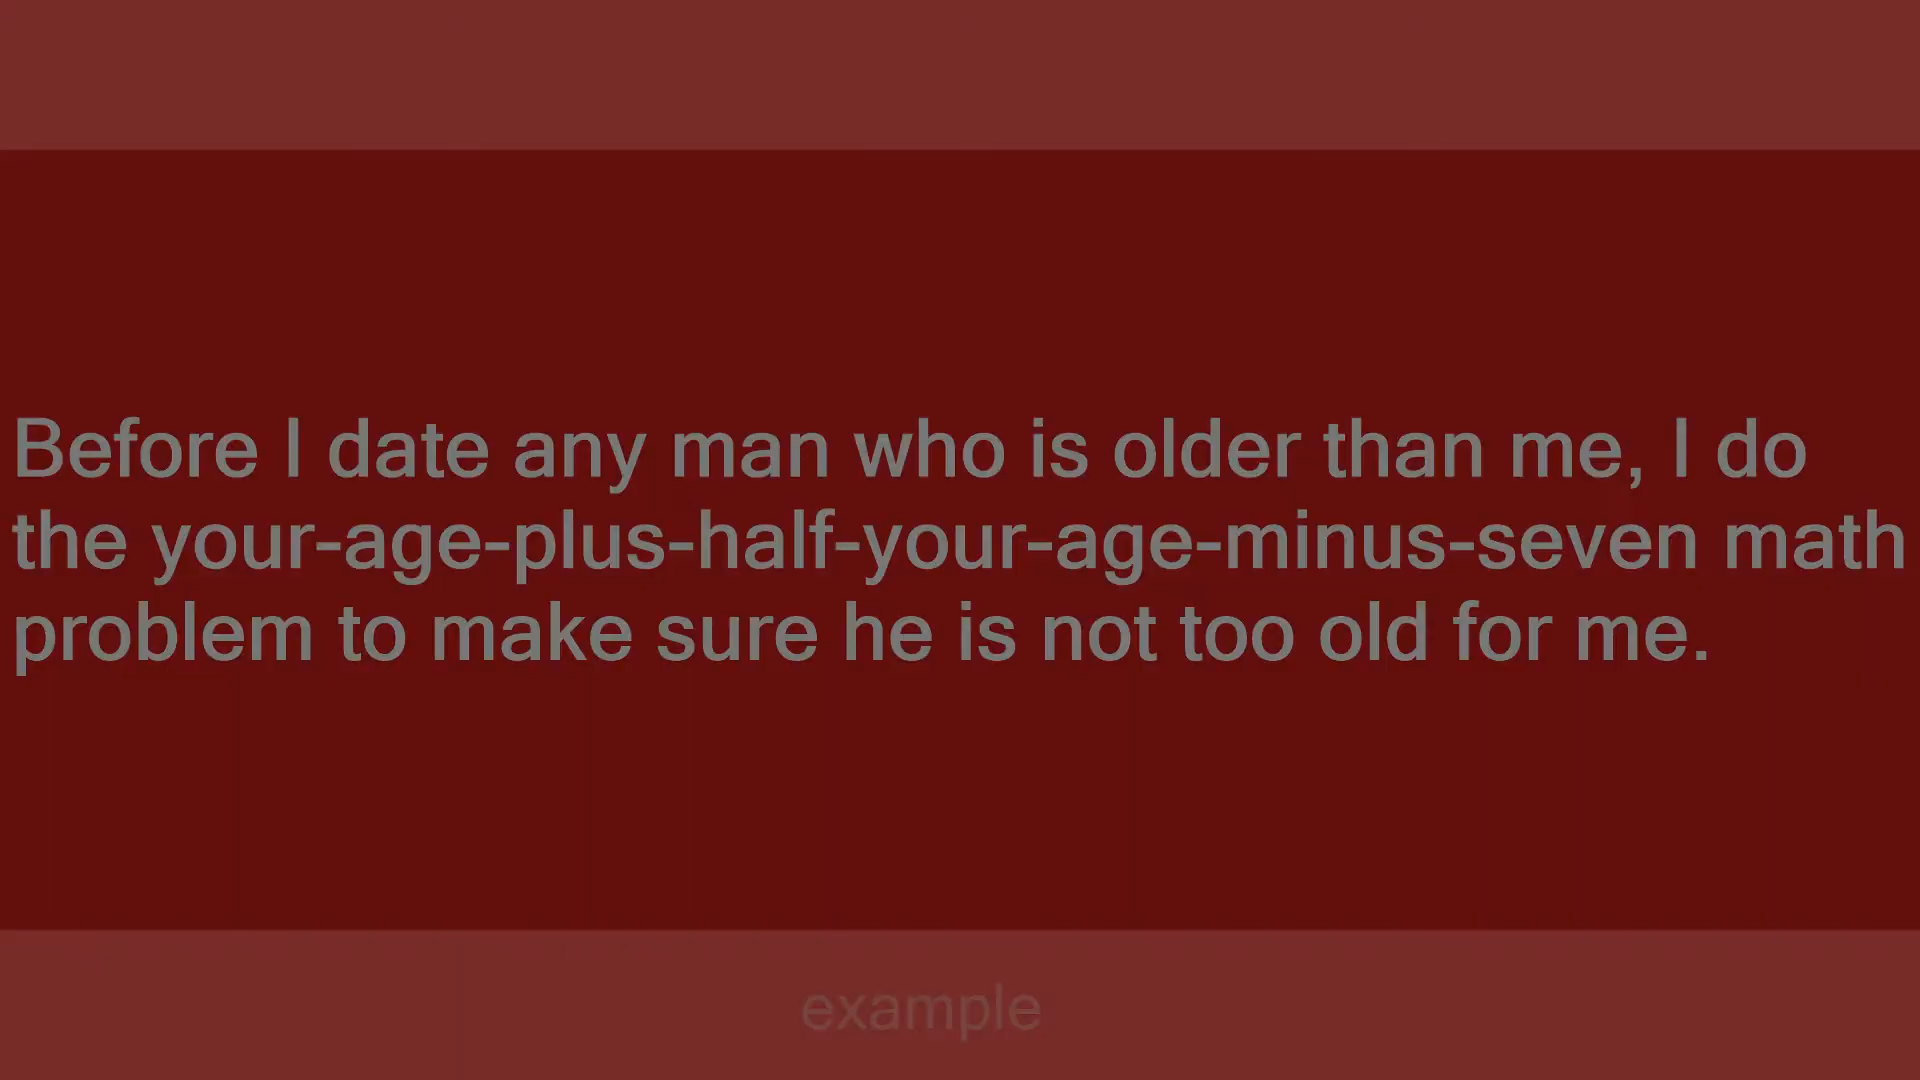 Before I date any man who is older than me, I do
the your-age-plus-half-your-age-minus-seven math
problem to make sure he is not too old for me.
example